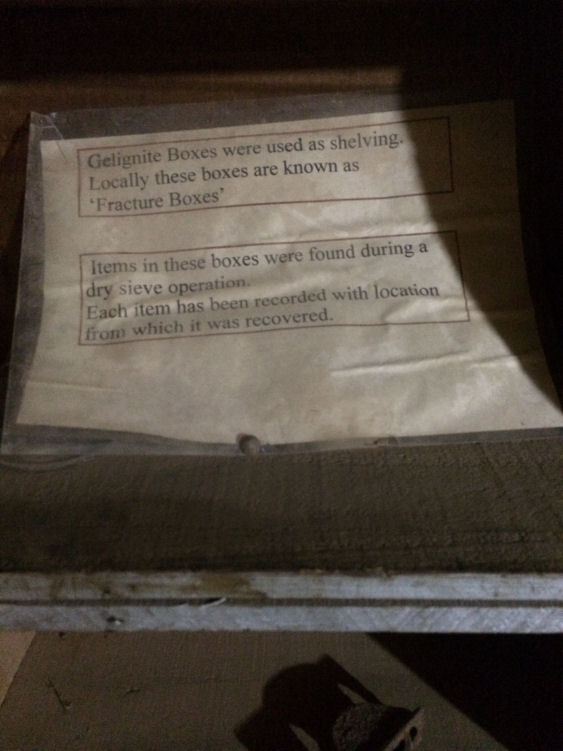 Gelignite Boxes were used as shelving.
Locally these boxes are known as
‘Fracture Boxes’
Items in these boxes were found during a
dry sieve operation.
Each item has been recorded with location
from which it was recovered.